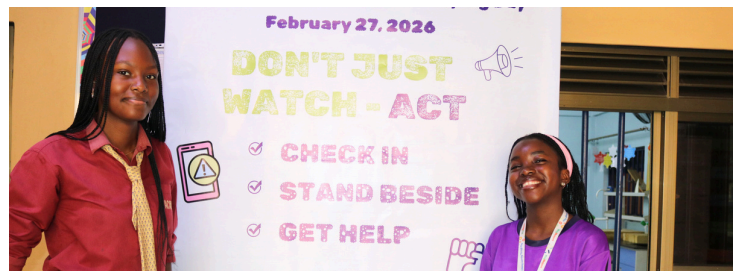 February 27, 2026
DON'T JUST
WATCH - ACT
CHECK IN
STAND BESIDE
GET HELP